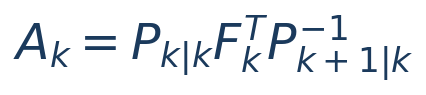 $A_k = P_{k|k} F_k^T P_{k+1|k}^{-1}$